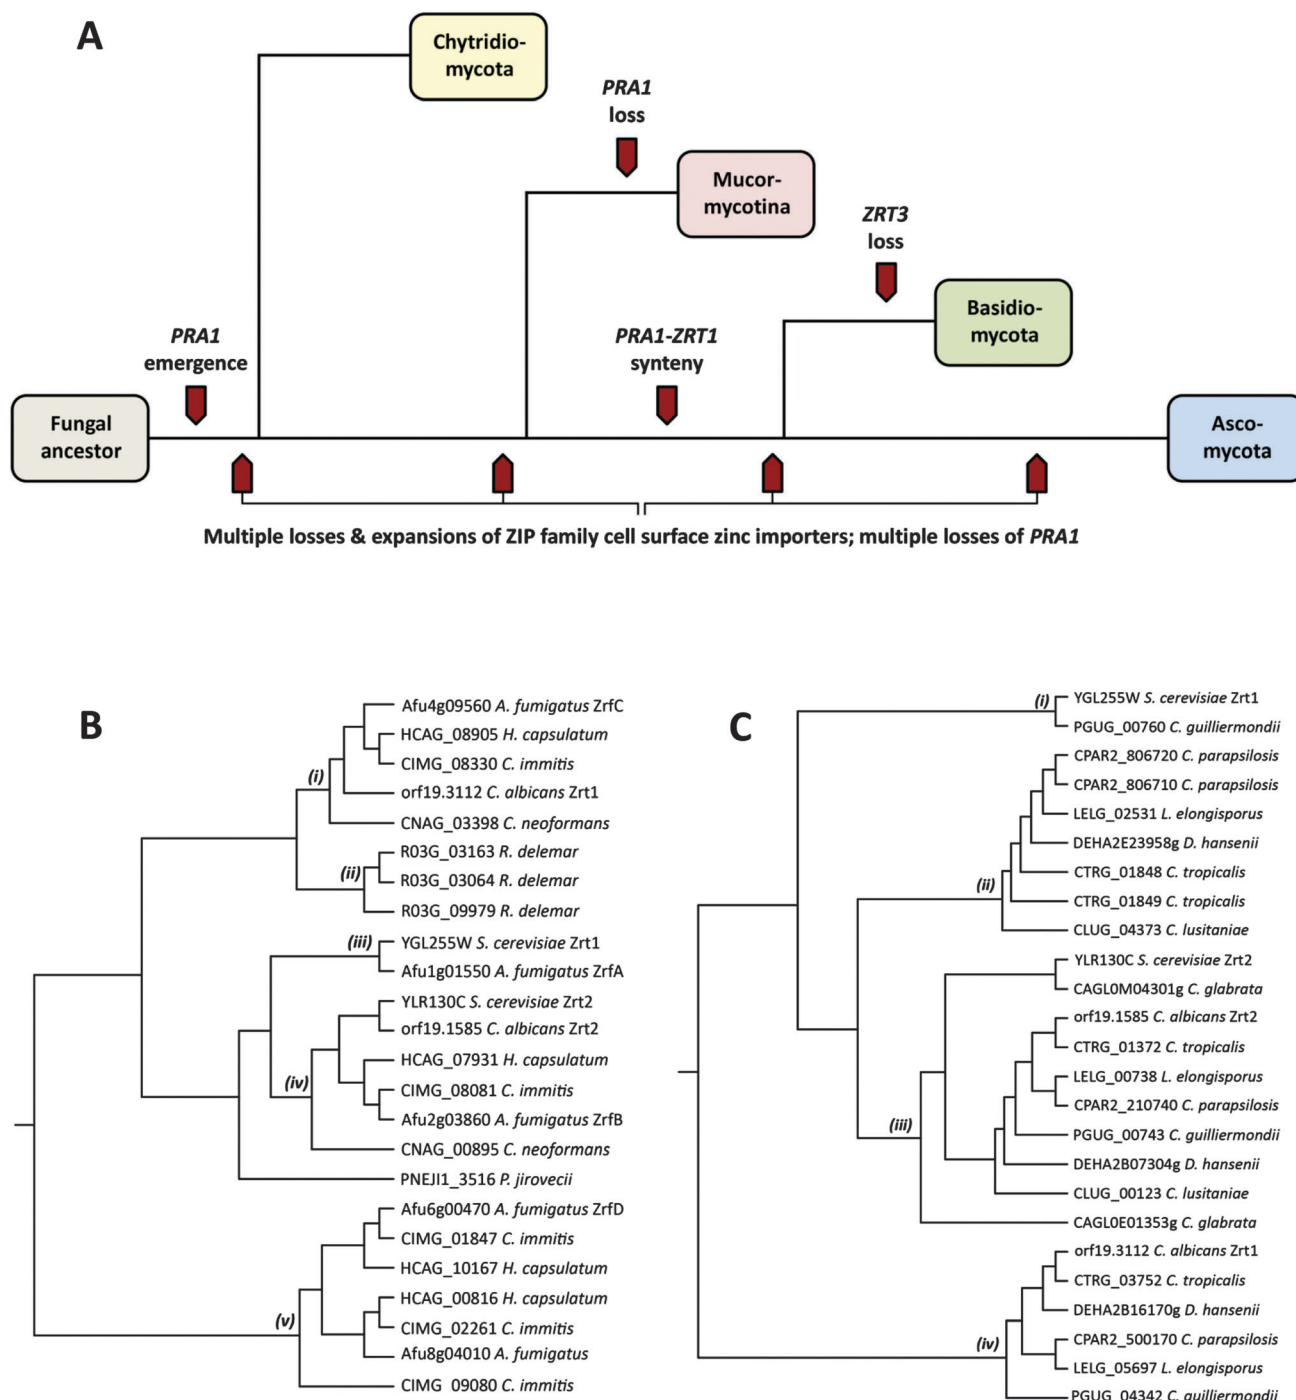 A
Chytridio-
mycota
PRA1
loss
Mucor-
mycotina
ZRT3
loss
Basidio-
mycota
PRA1
emergence
PRA1-ZRT1
synteny
Fungal
ancestor
Asco-
mycota
Multiple losses & expansions of ZIP family cell surface zinc importers; multiple losses of PRA1
B
Afu4g09560 A. fumigatus ZrfC
HCAG_08905 H. capsulatum
CIMG_08330 C. immitis
(i)
orf19.3112 C. albicans Zrt1
CNAG_03398 C. neoformans
R03G_03163 R. delemar
(ii)
R03G_03064 R. delemar
R03G_09979 R. delemar
(iii)
YGL255W S. cerevisiae Zrt1
Afu1g01550 A. fumigatus ZrfA
YLR130C S. cerevisiae Zrt2
orf19.1585 C. albicans Zrt2
HCAG_07931 H. capsulatum
(iv)
CIMG_08081 C. immitis
Afu2g03860 A. fumigatus ZrfB
CNAG_00895 C. neoformans
PNEJI1_3516 P. jirovecii
Afu6g00470 A. fumigatus ZrfD
CIMG_01847 C. immitis
HCAG_10167 H. capsulatum
HCAG_00816 H. capsulatum
(v)
CIMG_02261 C. immitis
Afu8g04010 A. fumigatus
CIMG_09080 C. immitis
C
(i)
YGL255W S. cerevisiae Zrt1
PGUG_00760 C. guilliermondii
CPAR2_806720 C. parapsilosis
CPAR2_806710 C. parapsilosis
LELG_02531 L. elongisporus
DEHA2E23958g D. hansenii
CTRG_01848 C. tropicalis
(ii)
CTRG_01849 C. tropicalis
CLUG_04373 C. lusitaniae
YLR130C S. cerevisiae Zrt2
CAGL0M04301g C. glabrata
orf19.1585 C. albicans Zrt2
CTRG_01372 C. tropicalis
LELG_00738 L. elongisporus
CPAR2_210740 C. parapsilosis
(iii)
PGUG_00743 C. guilliermondii
DEHA2B07304g D. hansenii
CLUG_00123 C. lusitaniae
CAGL0E01353g C. glabrata
orf19.3112 C. albicans Zrt1
CTRG_03752 C. tropicalis
DEHA2B16170g D. hansenii
(iv)
CPAR2_500170 C. parapsilosis
LELG_05697 L. elongisporus
PGUG_04342 C. guilliermondii